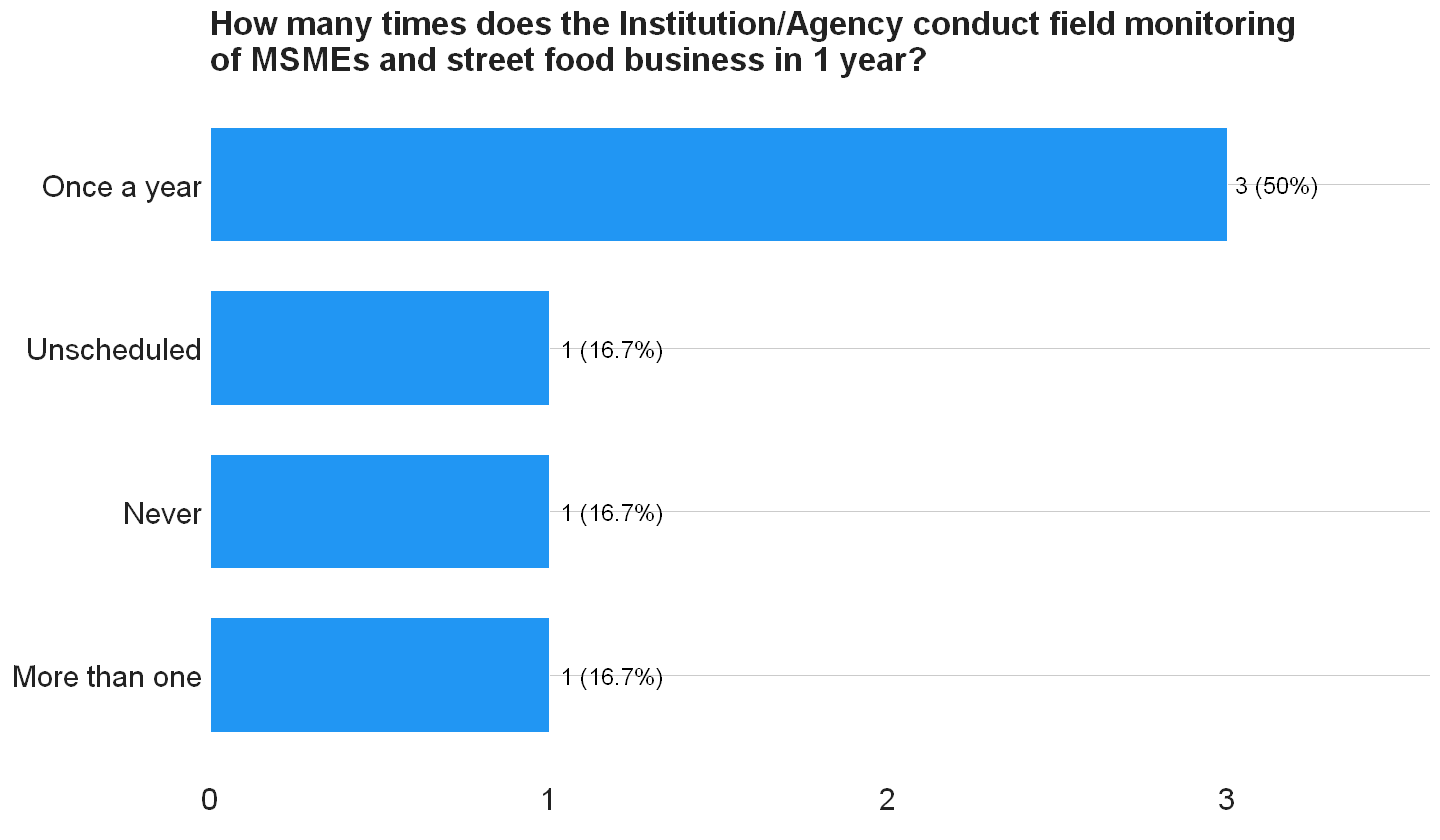 How many times does the Institution/Agency conduct field monitoring
of MSMEs and street food business in 1 year?
Once a year
3 (50%)
Unscheduled
1 (16.7%)
Never
1 (16.7%)
More than one
1 (16.7%)
0 1 2 3